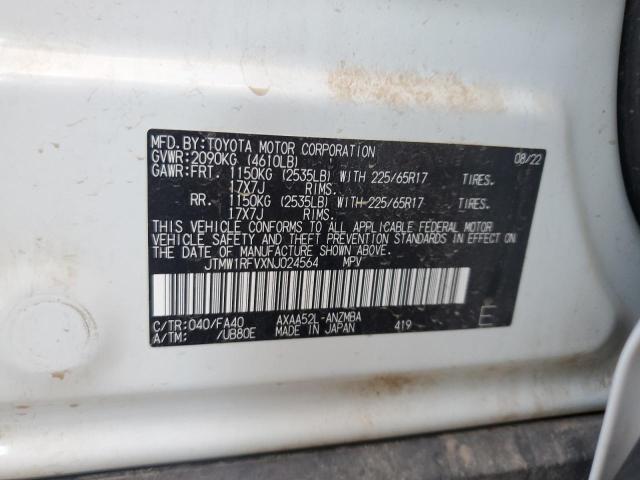 MFD.BY:TOYOTA MOTOR CORPORATION 08/22
GVWR:2090KG (4610LB)
GAWR:FRT. 1150KG (2535LB) WITH 225/65R17 TIRES.
17X7J RIMS.
RR. 1150KG (2535LB) WITH 225/65R17 TIRES.
17X7J RIMS.
THIS VEHICLE CONFORMS TO ALL APPLICABLE FEDERAL MOTOR
VEHICLE SAFETY AND THEFT PREVENTION STANDARDS IN EFFECT ON
THE DATE OF MANUFACTURE SHOWN ABOVE.
JTMW1RFVXNJ024564 MPV
C/TR:040/FA40 AXAA52L-ANZMBA
A/TM: /UB80E MADE IN JAPAN 419 E